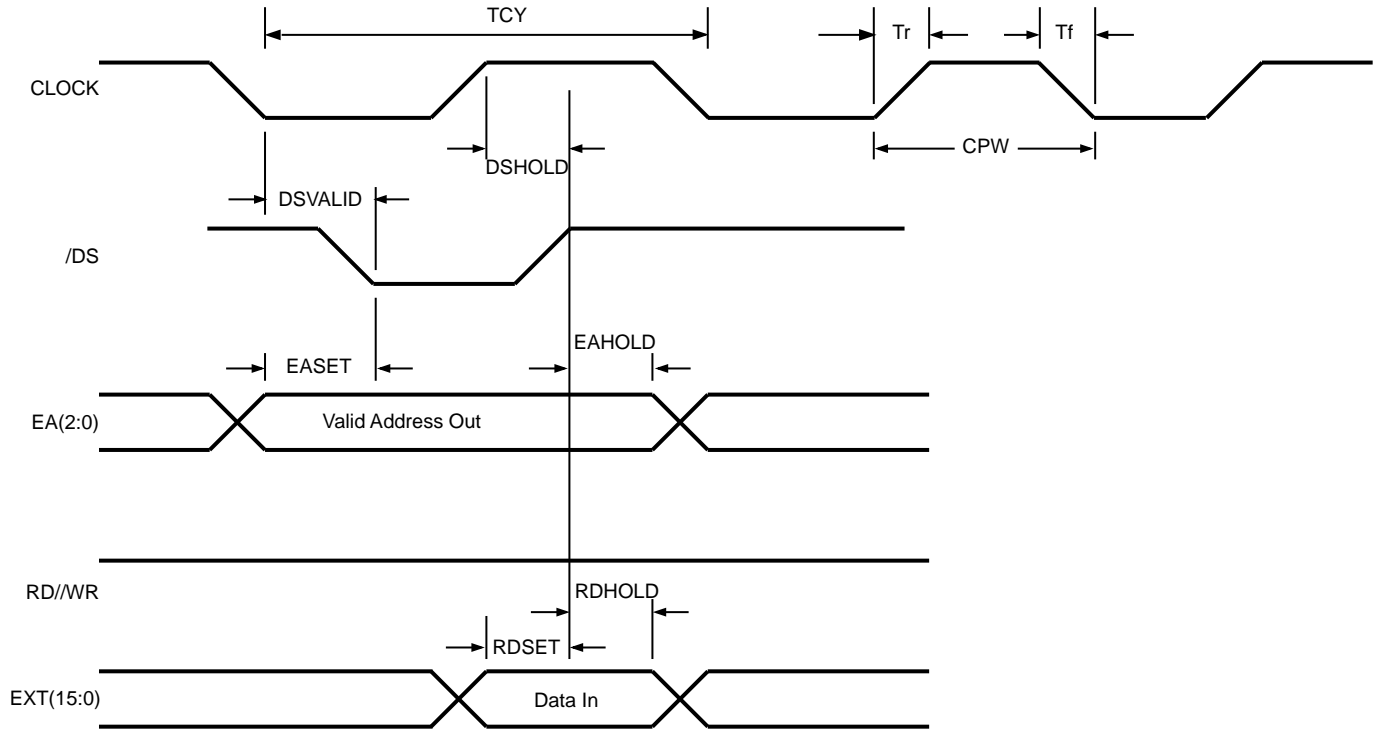 TCY
Tr
Tf
CLOCK
CPW
DSHOLD
DSVALID
/DS
EAHOLD
EASET
EA(2:0)
Valid Address Out
RD//WR
RDHOLD
RDSET
EXT(15:0)
Data In